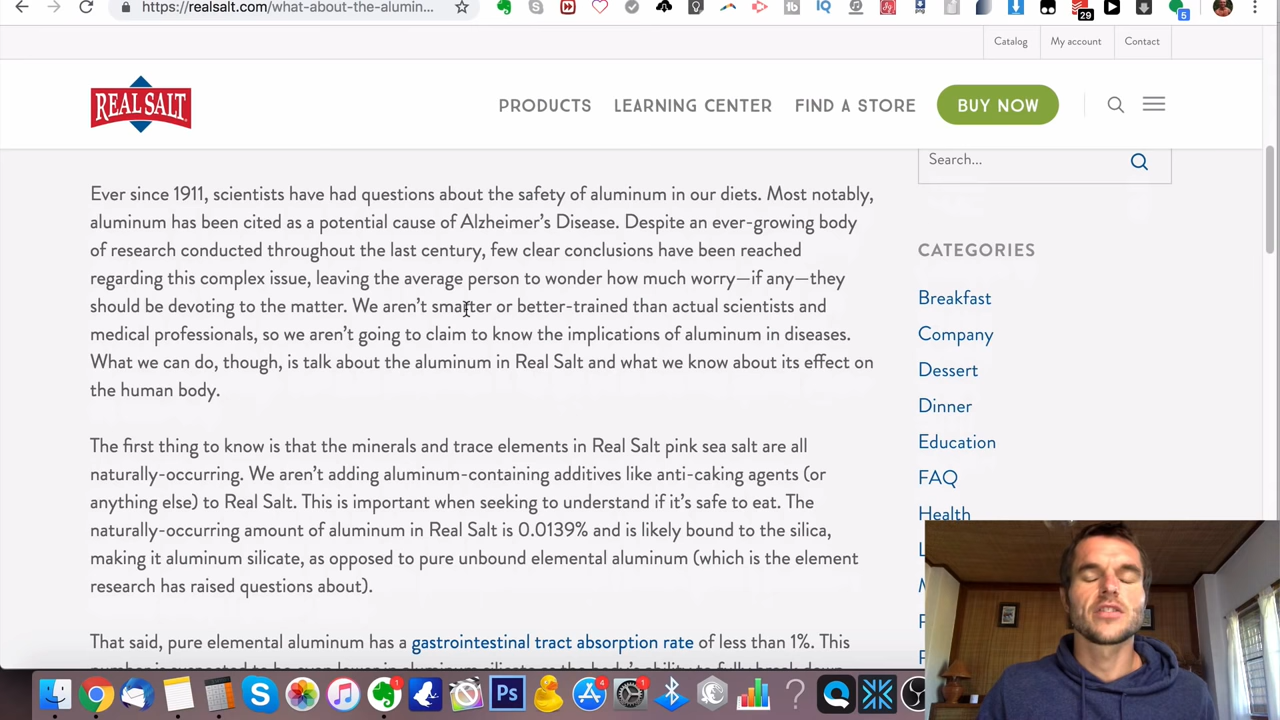 https://realsalt.com/what-about-the-alumin...
29
5
Catalog
My account
Contact
REAL SALT
PRODUCTS
LEARNING CENTER
FIND A STORE
BUY NOW
Search...
Ever since 1911, scientists have had questions about the safety of aluminum in our diets. Most notably,
aluminum has been cited as a potential cause of Alzheimer's Disease. Despite an ever-growing body
of research conducted throughout the last century, few clear conclusions have been reached
regarding this complex issue, leaving the average person to wonder how much worry—if any—they
should be devoting to the matter. We aren't smarter or better-trained than actual scientists and
medical professionals, so we aren't going to claim to know the implications of aluminum in diseases.
What we can do, though, is talk about the aluminum in Real Salt and what we know about its effect on
the human body.
The first thing to know is that the minerals and trace elements in Real Salt pink sea salt are all
naturally-occurring. We aren't adding aluminum-containing additives like anti-caking agents (or
anything else) to Real Salt. This is important when seeking to understand if it's safe to eat. The
naturally-occurring amount of aluminum in Real Salt is 0.0139% and is likely bound to the silica,
making it aluminum silicate, as opposed to pure unbound elemental aluminum (which is the element
research has raised questions about).
That said, pure elemental aluminum has a gastrointestinal tract absorption rate of less than 1%. This
CATEGORIES
Breakfast
Company
Dessert
Dinner
Education
FAQ
Health
Ps